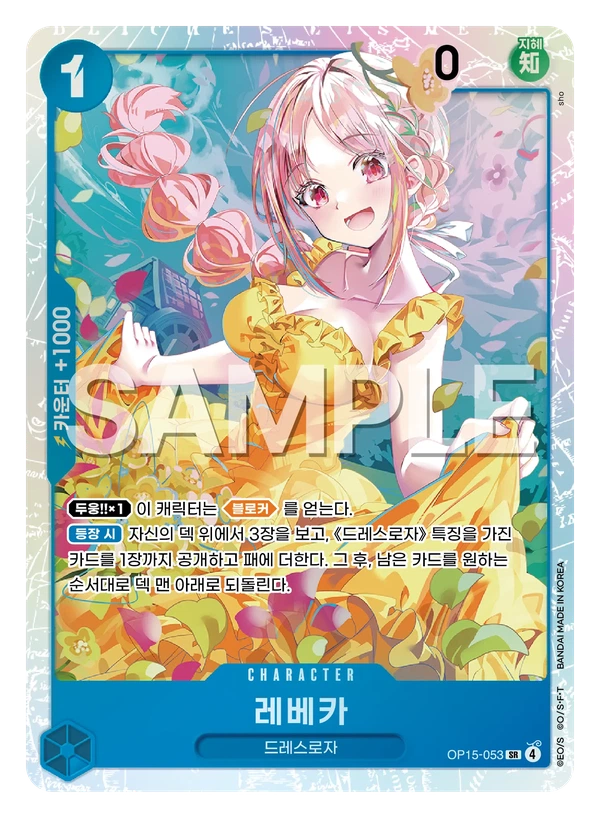 1
0
지혜
知
sho
카운터 +1000
SAMPLE
두웅!!×1 이 캐릭터는 블로커 를 얻는다.
등장 시 자신의 덱 위에서 3장을 보고, 《드레스로자》 특징을 가진
카드를 1장까지 공개하고 패에 더한다. 그 후, 남은 카드를 원하는
순서대로 덱 맨 아래로 되돌린다.
CHARACTER
레베카
드레스로자
OP15-053 SR 4
©EO/S ©O/S·F·T BANDAI MADE IN KOREA